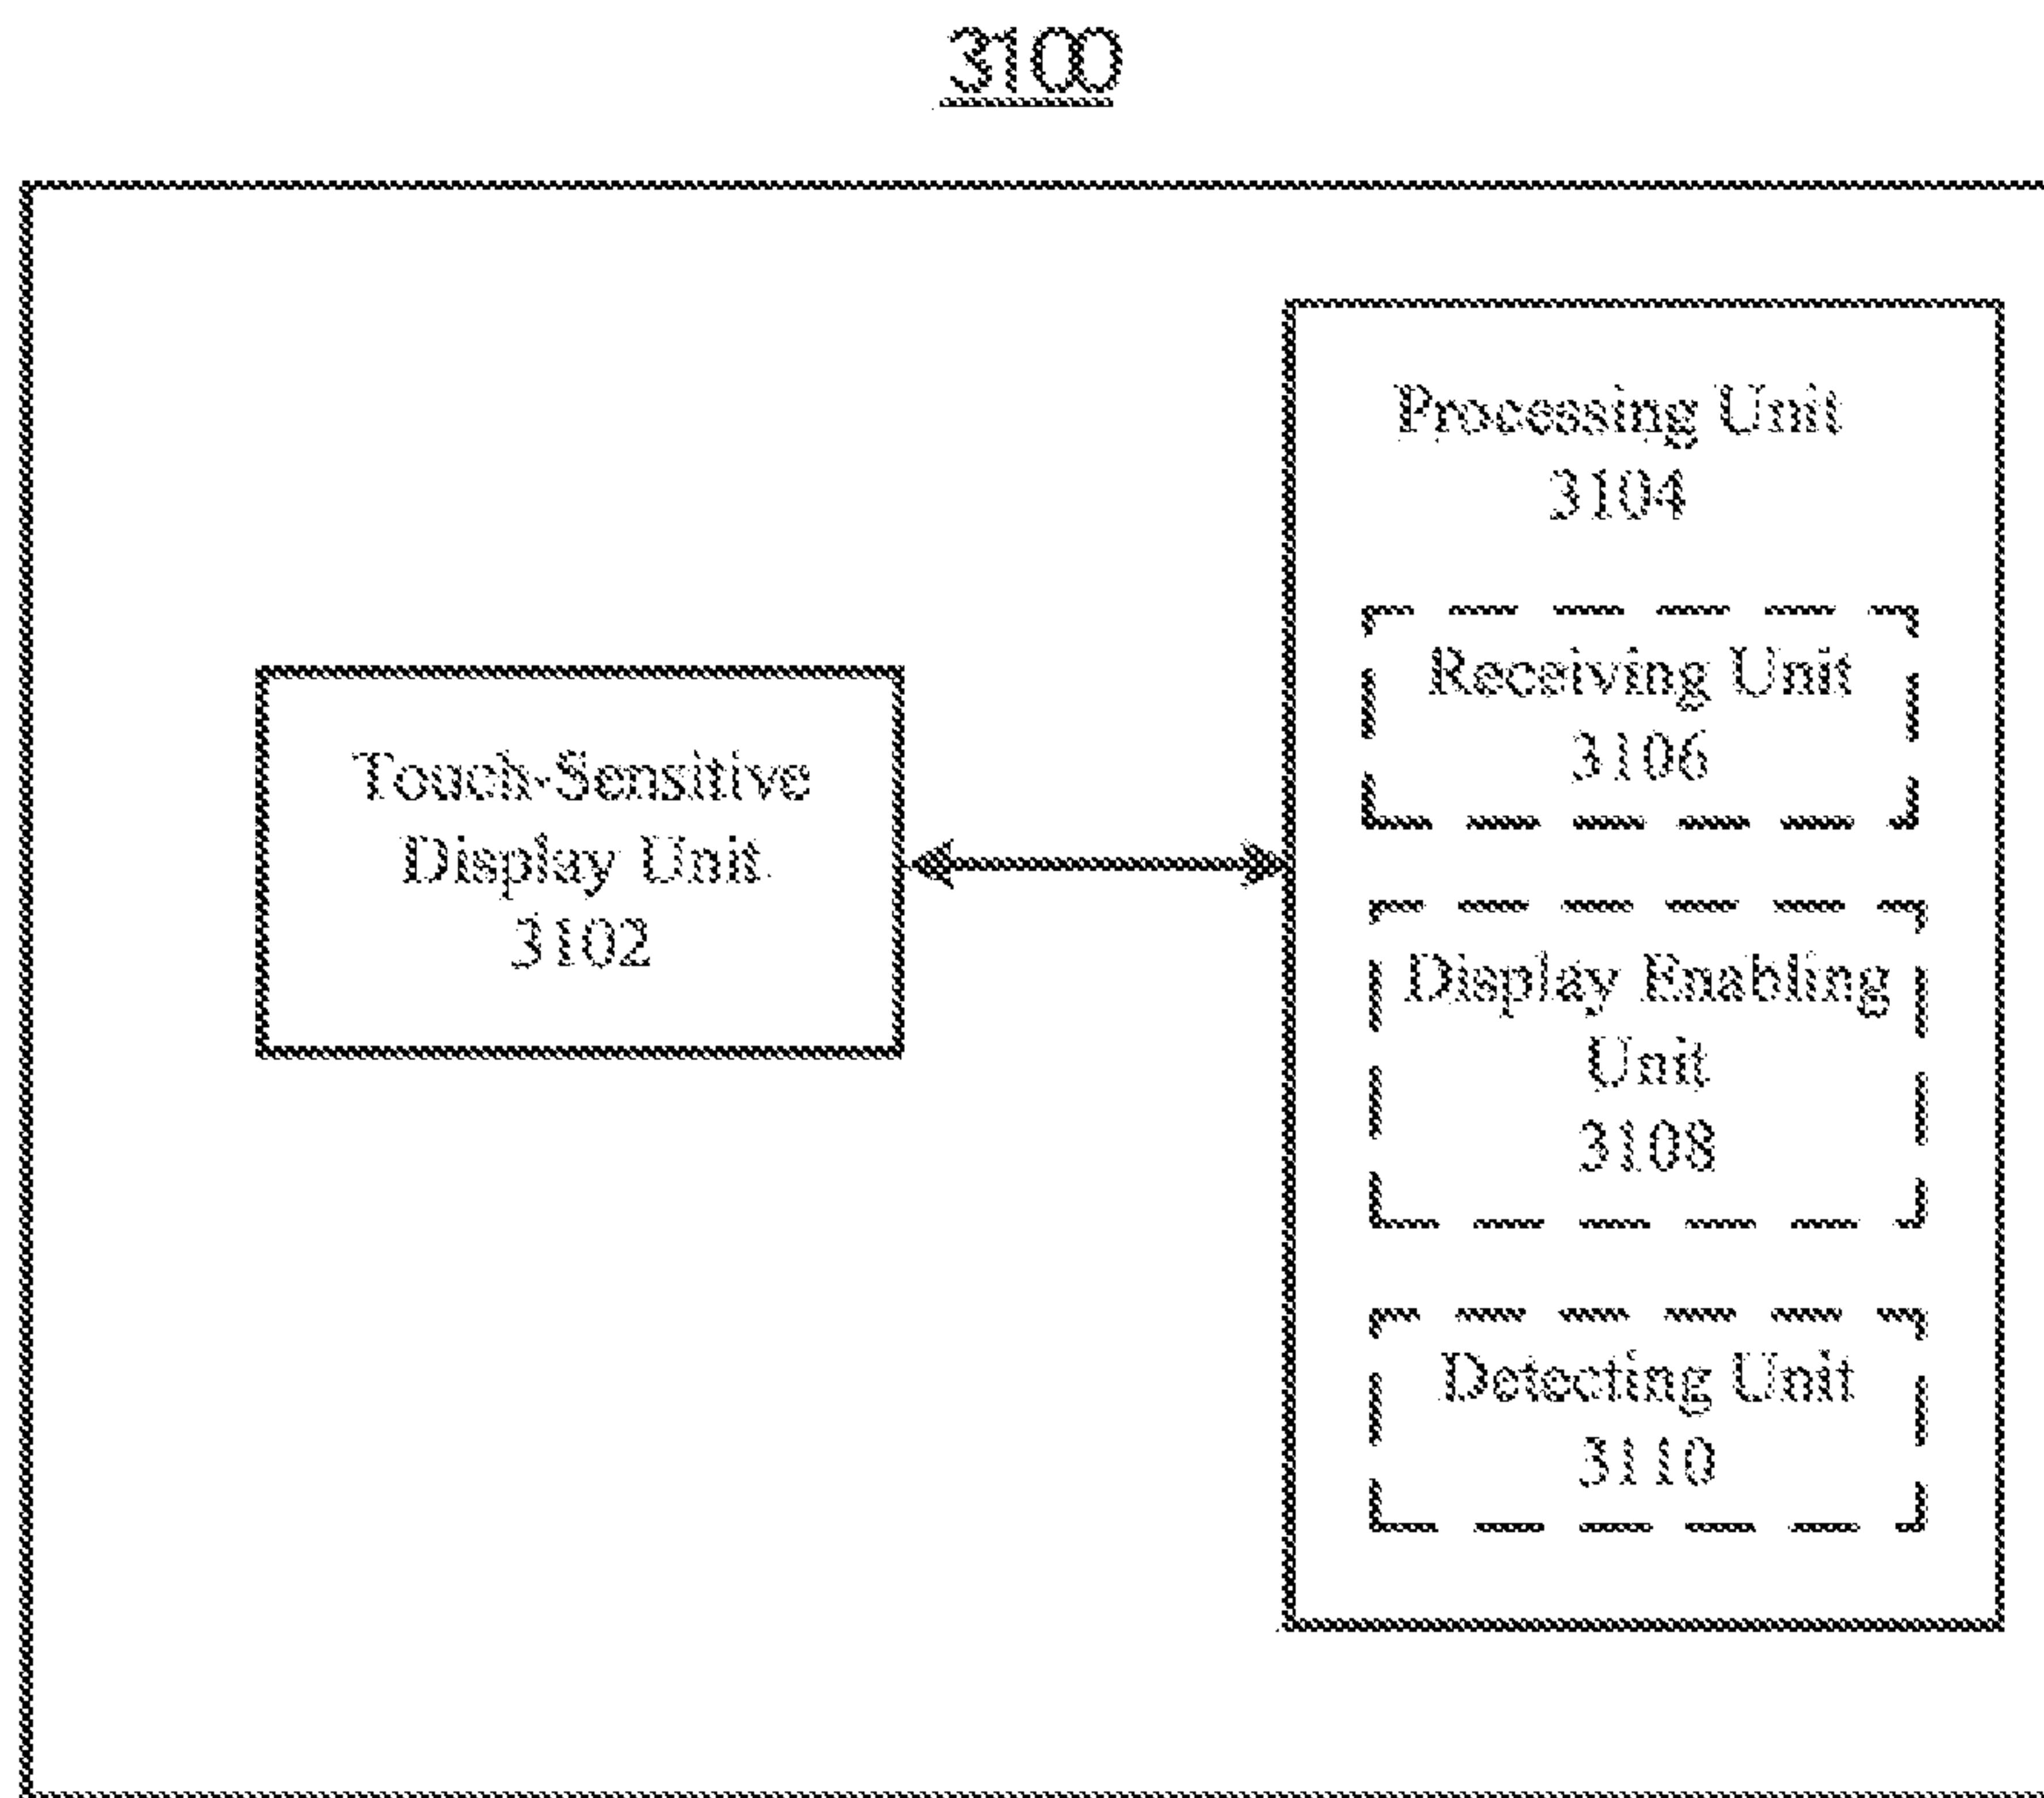 3100
Processing Unit
3104
Receiving Unit
3106
Touch-Sensitive
Display Unit
3102
Display Enabling
Unit
3108
Detecting Unit
3110